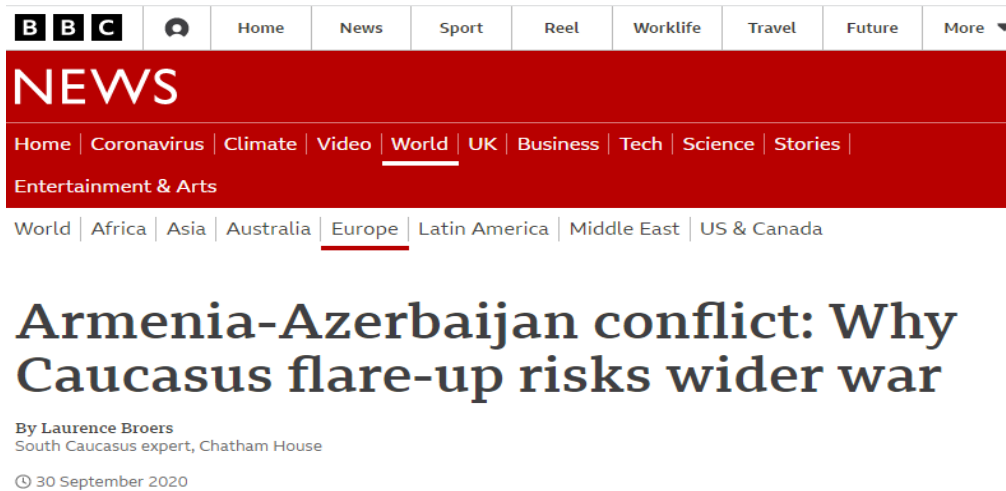 BBC Home News Sport Reel Worklife Travel Future More
NEWS
Home Coronavirus Climate Video World UK Business Tech Science Stories
Entertainment & Arts
World Africa Asia Australia Europe Latin America Middle East US & Canada
Armenia-Azerbaijan conflict: Why
Caucasus flare-up risks wider war
By Laurence Broers
South Caucasus expert, Chatham House
30 September 2020